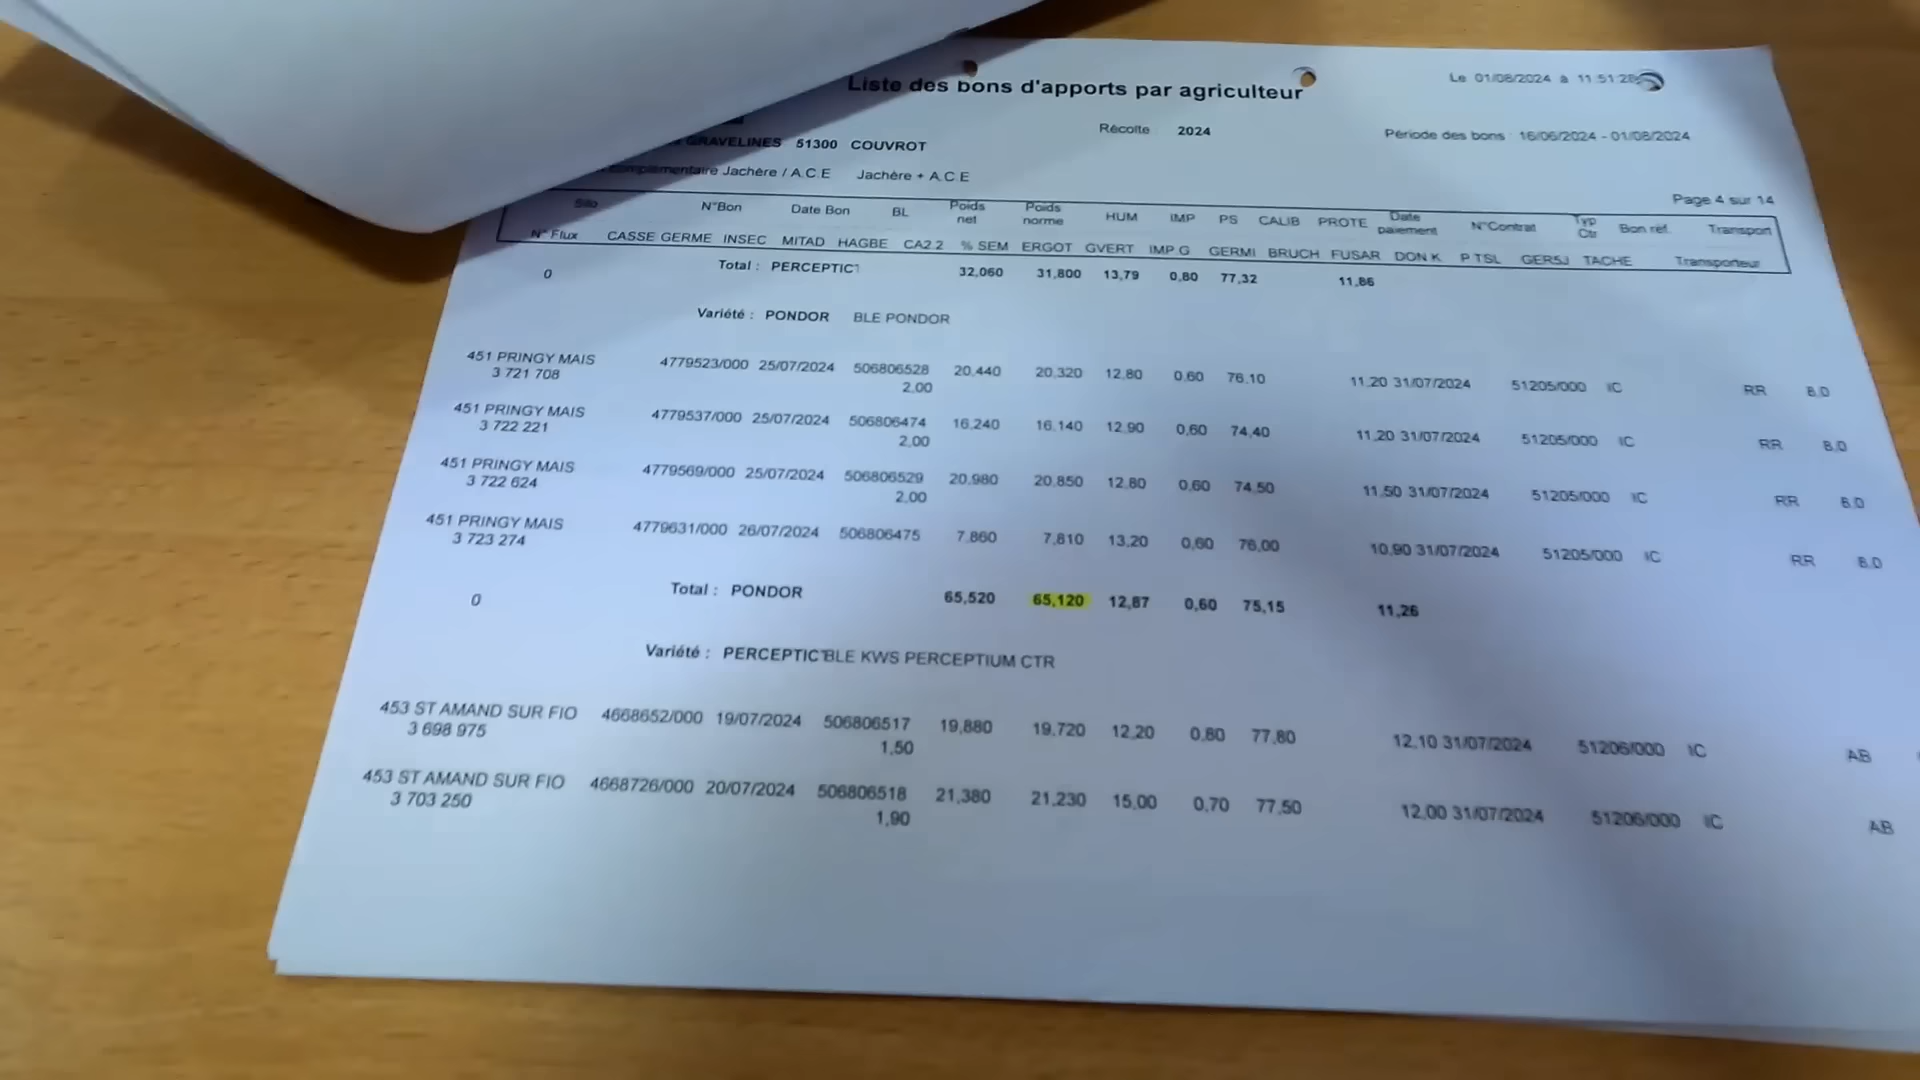 Liste des bons d'apports par agriculteur
Le 01/08/2024 à 11:51:28
Récolte 2024
Période des bons : 16/06/2024 - 01/08/2024
GRAVELINES 51300 COUVROT
complémentaire Jachère / A.C.E Jachère + A.C.E
Page 4 sur 14
Silo N°Bon Date Bon BL Poids net Poids norme HUM IMP PS CALIB PROTE Date paiement N°Contrat Typ Ctr Bon réf. Transport
N° Flux CASSE GERME INSEC MITAD HAGBE CA2.2 % SEM ERGOT GVERT IMP.G GERMI BRUCH FUSAR DON K P TSL GER5J TACHE Transporteur
0 Total : PERCEPTIC 32,060 31,800 13,79 0,80 77,32 11,86
Variété : PONDOR BLE PONDOR
451 PRINGY MAIS 4779523/000 25/07/2024 506806528 20,440 20,320 12,80 0,60 76,10 11,20 31/07/2024 51205/000 IC RR
3 721 708 2,00
451 PRINGY MAIS 4779537/000 25/07/2024 506806474 16,240 16,140 12,90 0,60 74,40 11,20 31/07/2024 51205/000 IC RR
3 722 221 2,00
451 PRINGY MAIS 4779569/000 25/07/2024 506806529 20,980 20,850 12,80 0,60 74,50 11,50 31/07/2024 51205/000 IC RR
3 722 624 2,00
451 PRINGY MAIS 4779631/000 26/07/2024 506806475 7,860 7,810 13,20 0,60 76,00 10,90 31/07/2024 51205/000 IC RR
3 723 274
0 Total : PONDOR 65,520 65,120 12,87 0,60 75,15 11,26
Variété : PERCEPTIC BLE KWS PERCEPTIUM CTR
453 ST AMAND SUR FIO 4668652/000 19/07/2024 506806517 19,880 19,720 12,20 0,80 77,80 12,10 31/07/2024 51206/000 IC AB
3 698 975 1,50
453 ST AMAND SUR FIO 4668726/000 20/07/2024 506806518 21,380 21,230 15,00 0,70 77,50 12,00 31/07/2024 51206/000 IC AB
3 703 250 1,90